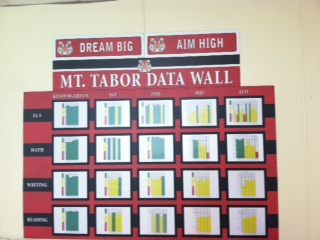 DREAM BIG AIM HIGH
MT. TABOR DATA WALL
KINDERGARTEN 1ST 2ND 3RD 4TH
ELA
MATH
WRITING
READING